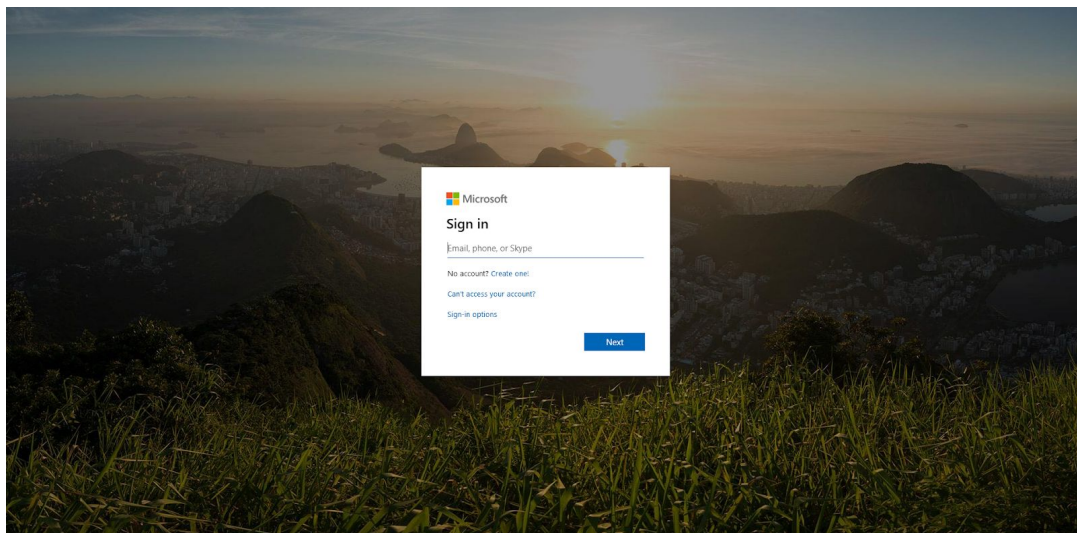 Microsoft
Sign in
Email, phone, or Skype
No account? Create one!
Can't access your account?
Sign-in options
Next